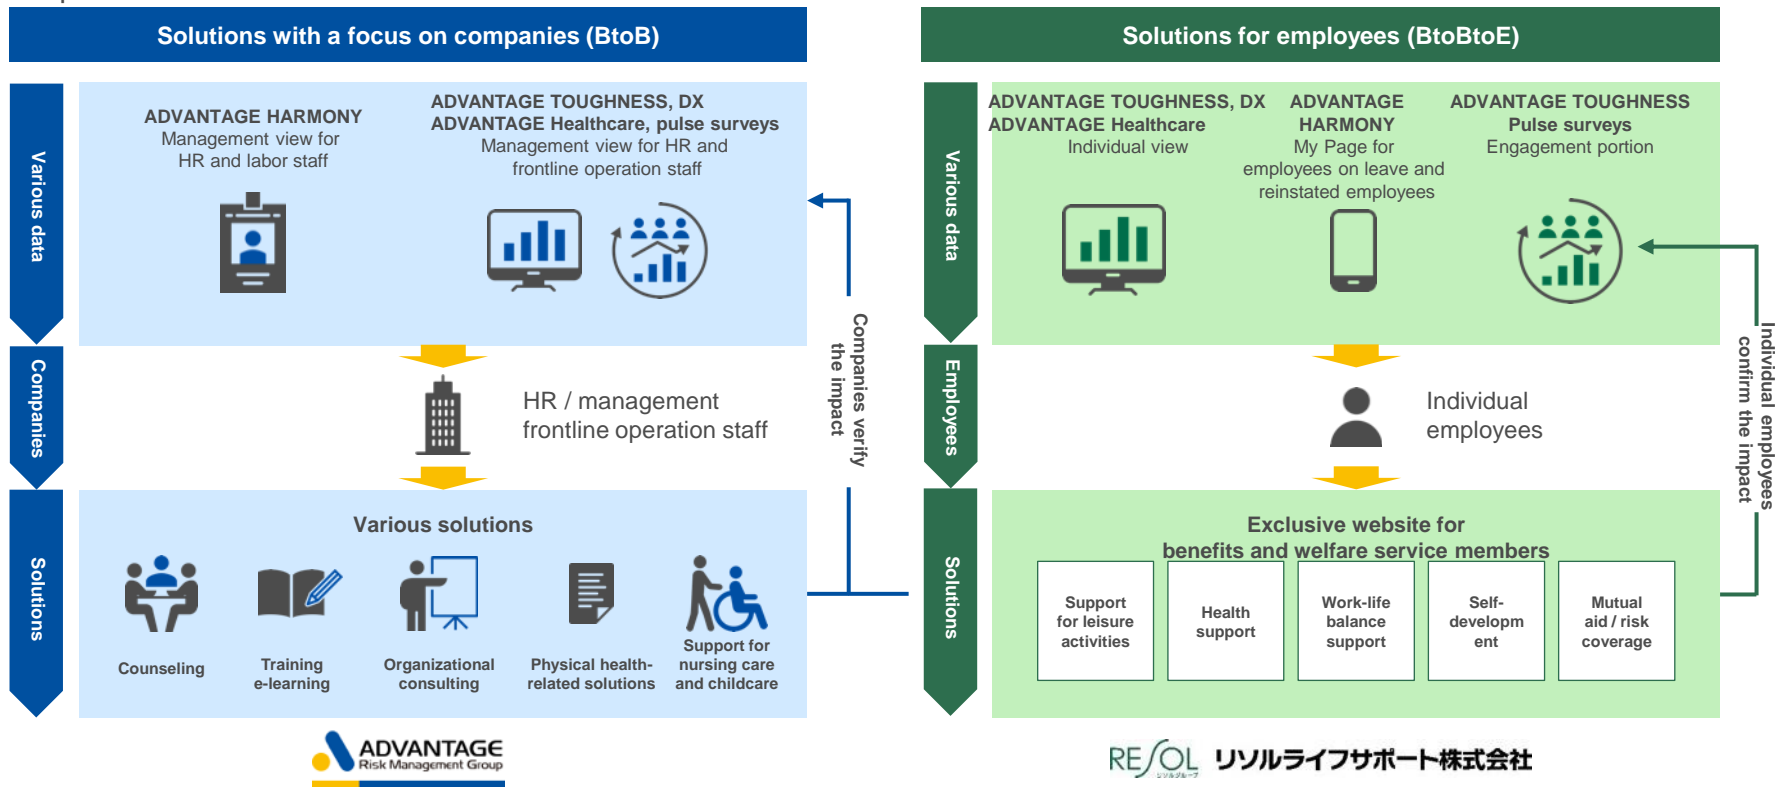 Solutions with a focus on companies (BtoB)
Various data
ADVANTAGE HARMONY
Management view for
HR and labor staff
ADVANTAGE TOUGHNESS, DX
ADVANTAGE Healthcare, pulse surveys
Management view for HR and
frontline operation staff
Companies
HR / management
frontline operation staff
Companies verify
the impact
Solutions
Various solutions
Counseling
Training
e-learning
Organizational
consulting
Physical health-
related solutions
Support for
nursing care
and childcare
ADVANTAGE
Risk Management Group
Solutions for employees (BtoBtoE)
Various data
ADVANTAGE TOUGHNESS, DX
ADVANTAGE Healthcare
Individual view
ADVANTAGE
HARMONY
My Page for
employees on leave and
reinstated employees
ADVANTAGE TOUGHNESS
Pulse surveys
Engagement portion
Employees
Individual
employees
Individual employees
confirm the impact
Solutions
Exclusive website for
benefits and welfare service members
Support
for leisure
activities
Health
support
Work-life
balance
support
Self-
developm
ent
Mutual
aid / risk
coverage
RESOL
リソルグループ
リソルライフサポート株式会社